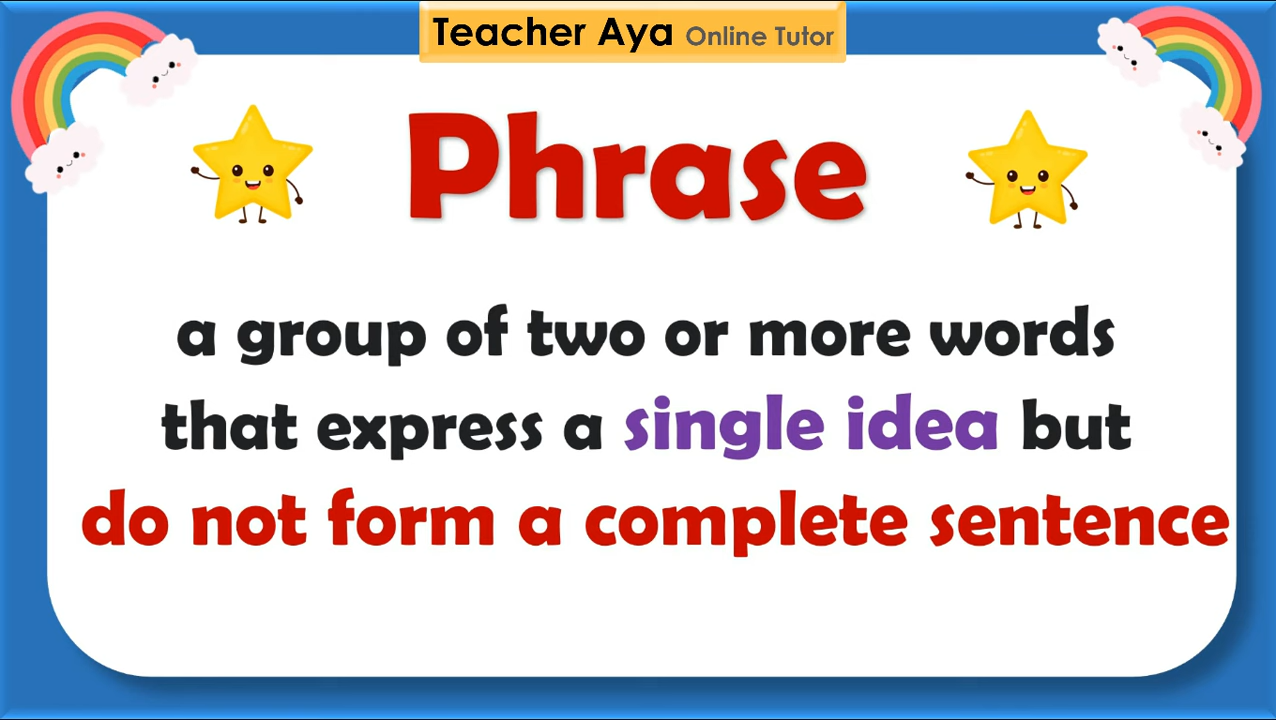 Teacher Aya Online Tutor
Phrase
a group of two or more words
that express a single idea but
do not form a complete sentence